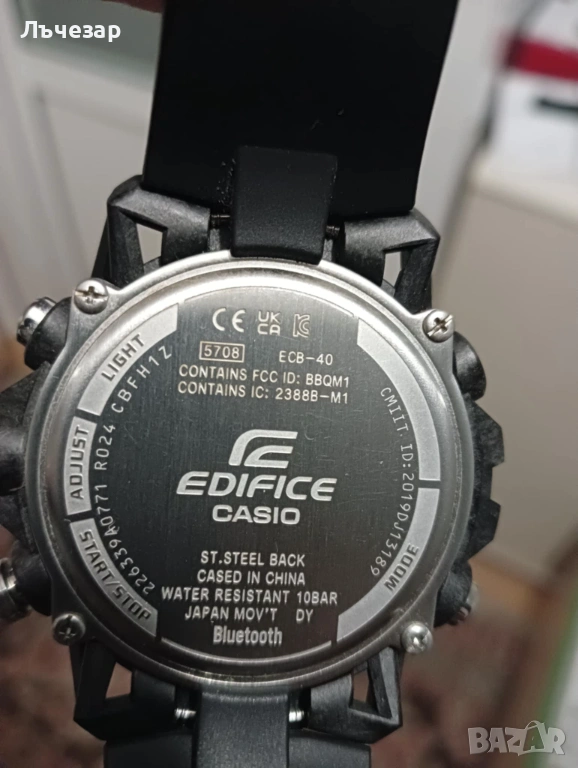 Лъчезар
CE UK CA
5708 ECB-40
CONTAINS FCC ID: BBQM1
CONTAINS IC: 2388B-M1
EDIFICE
CASIO
ST.STEEL BACK
CASED IN CHINA
WATER RESISTANT 10BAR
JAPAN MOV'T DY
Bluetooth
LIGHT
ADJUST
START/STOP
MODE
226339A0771 R024 CBFH1Z
CMIIT ID:2019DJ13189
BAZAR